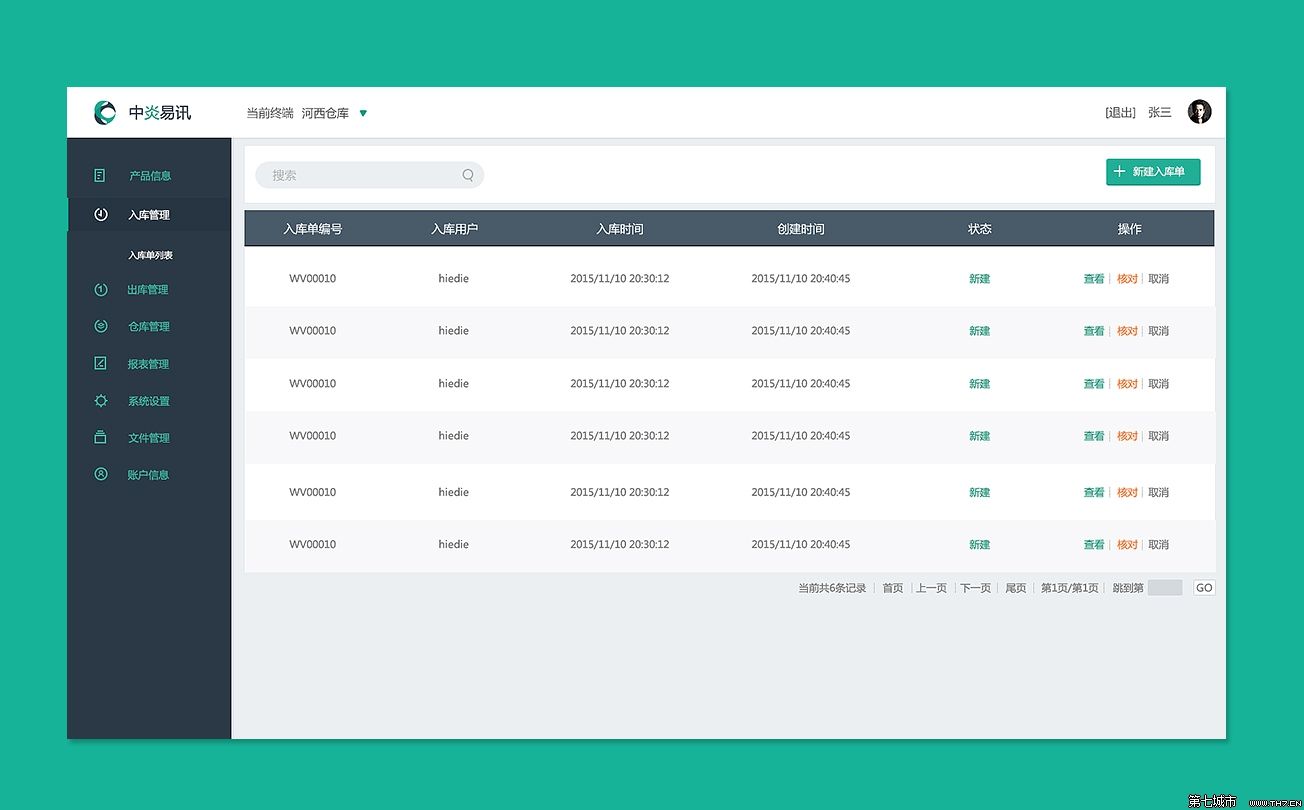 中炎易讯 当前终端 河西仓库 [退出] 张三
产品信息
入库管理
入库单列表
出库管理
仓库管理
报表管理
系统设置
文件管理
账户信息
搜索 新建入库单
入库单编号 入库用户 入库时间 创建时间 状态 操作
WV00010 hiedie 2015/11/10 20:30:12 2015/11/10 20:40:45 新建 查看 核对 取消
WV00010 hiedie 2015/11/10 20:30:12 2015/11/10 20:40:45 新建 查看 核对 取消
WV00010 hiedie 2015/11/10 20:30:12 2015/11/10 20:40:45 新建 查看 核对 取消
WV00010 hiedie 2015/11/10 20:30:12 2015/11/10 20:40:45 新建 查看 核对 取消
WV00010 hiedie 2015/11/10 20:30:12 2015/11/10 20:40:45 新建 查看 核对 取消
WV00010 hiedie 2015/11/10 20:30:12 2015/11/10 20:40:45 新建 查看 核对 取消
当前共6条记录 首页 上一页 下一页 尾页 第1页/第1页 跳到第 GO
第七城市 WWW.TH7.CN